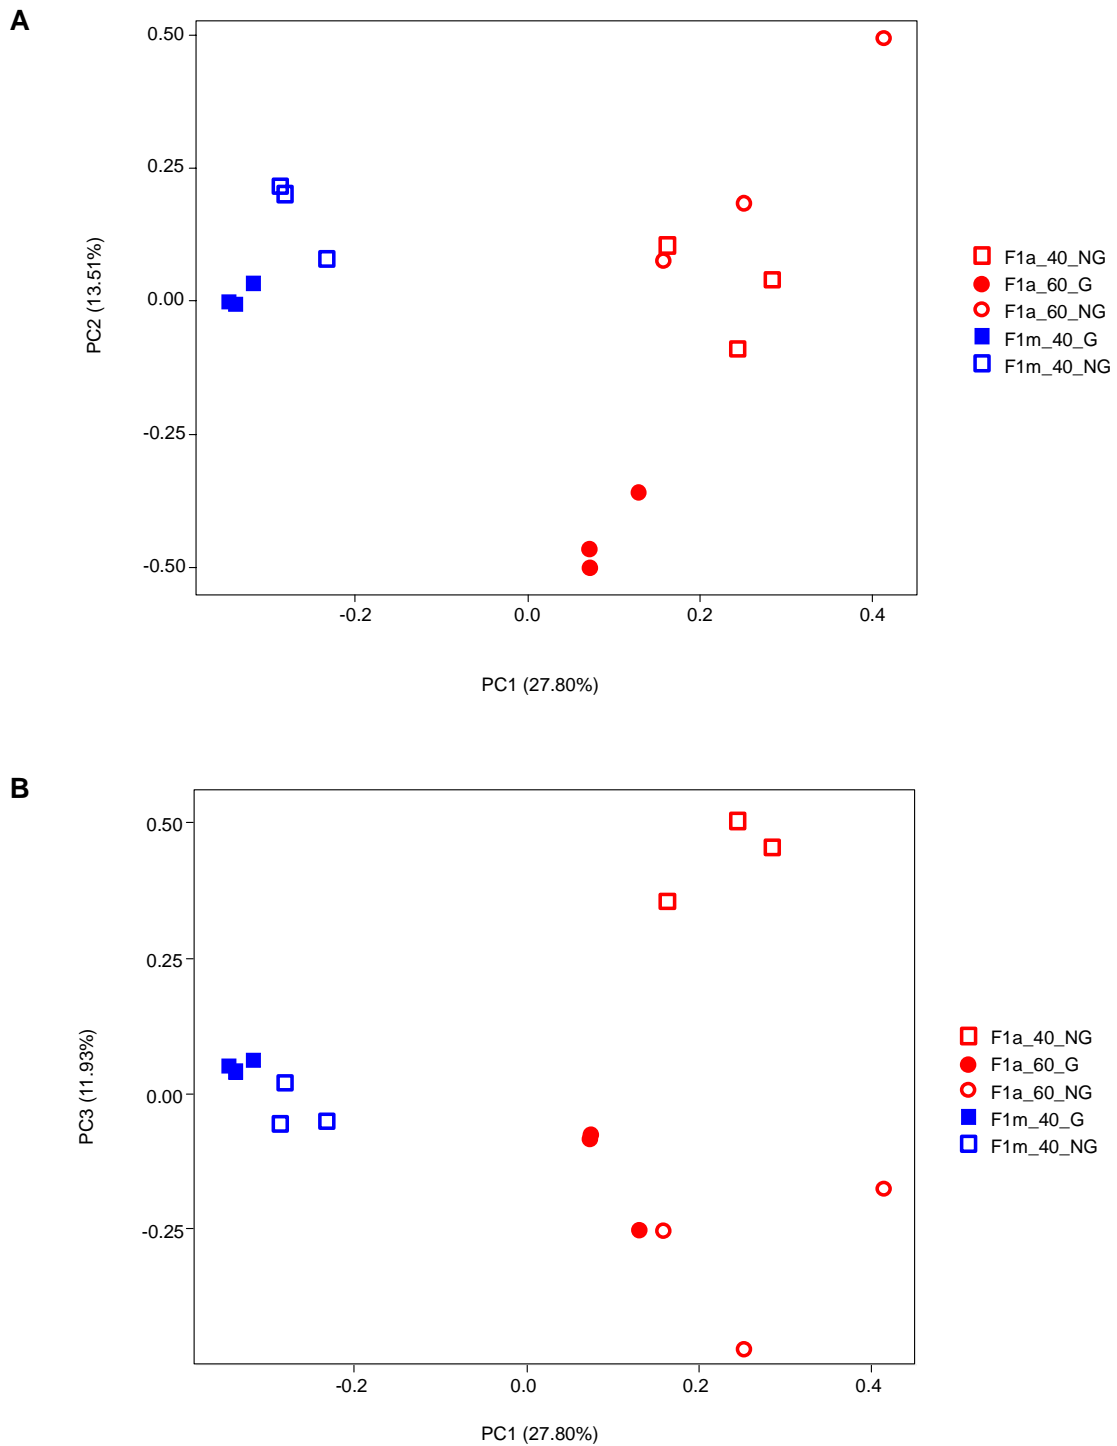 A
0.50
0.25
0.00
-0.25
-0.50
PC2 (13.51%)
-0.2
0.0
0.2
0.4
PC1 (27.80%)
F1a_40_NG
F1a_60_G
F1a_60_NG
F1m_40_G
F1m_40_NG
B
0.50
0.25
0.00
-0.25
PC3 (11.93%)
-0.2
0.0
0.2
0.4
PC1 (27.80%)
F1a_40_NG
F1a_60_G
F1a_60_NG
F1m_40_G
F1m_40_NG